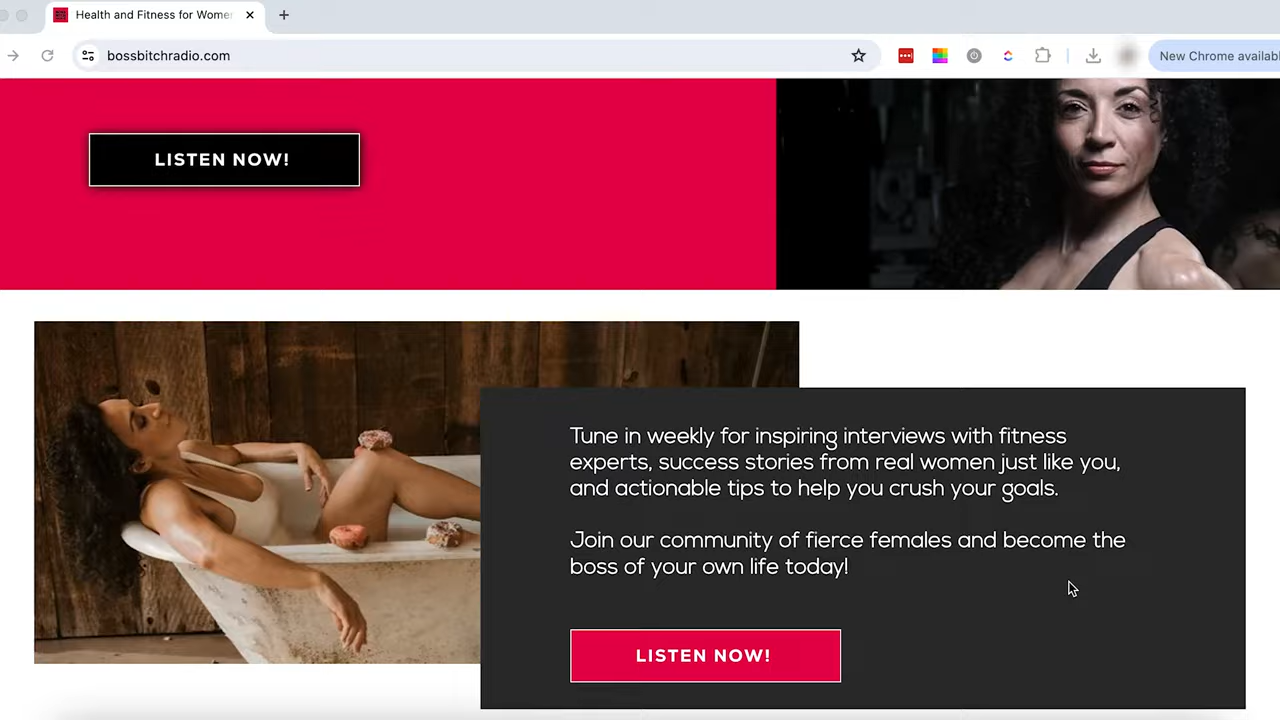 Health and Fitness for Wome
bossbitchradio.com
New Chrome availabl
LISTEN NOW!
Tune in weekly for inspiring interviews with fitness
experts, success stories from real women just like you,
and actionable tips to help you crush your goals.
Join our community of fierce females and become the
boss of your own life today!
LISTEN NOW!